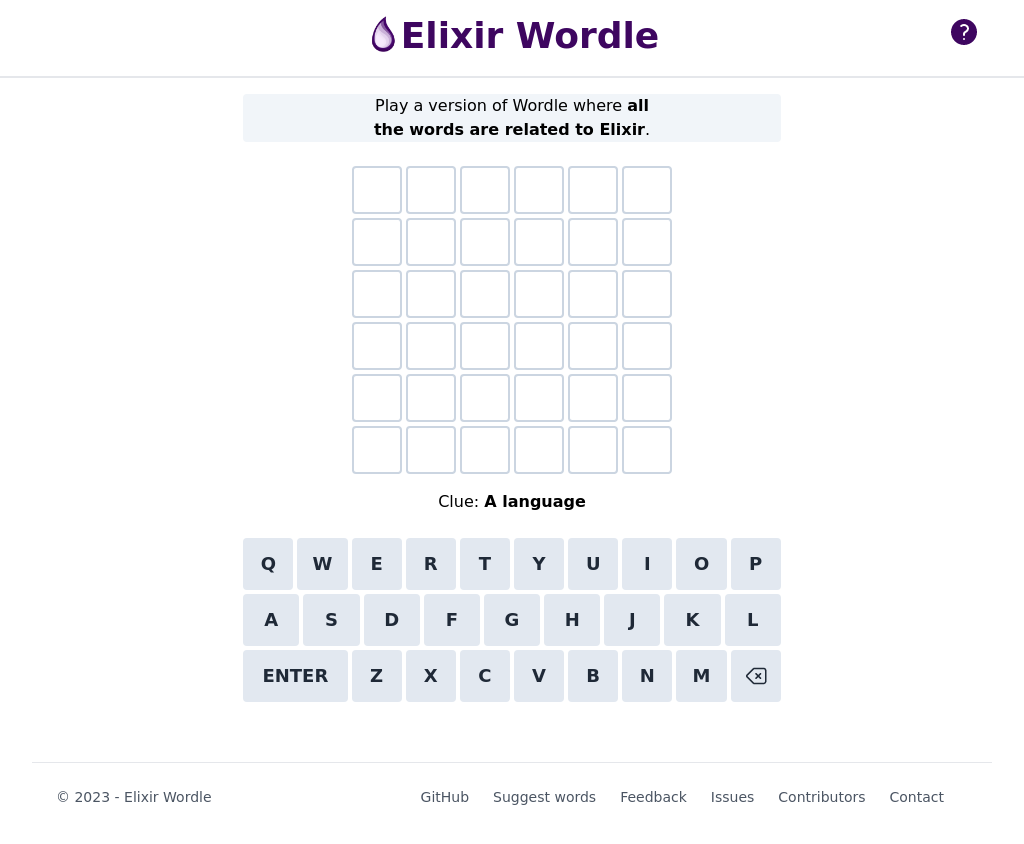 Elixir Wordle
?
Play a version of Wordle where all
the words are related to Elixir.
Clue: A language
Q W E R T Y U I O P
A S D F G H J K L
ENTER Z X C V B N M
© 2023 - Elixir Wordle GitHub Suggest words Feedback Issues Contributors Contact